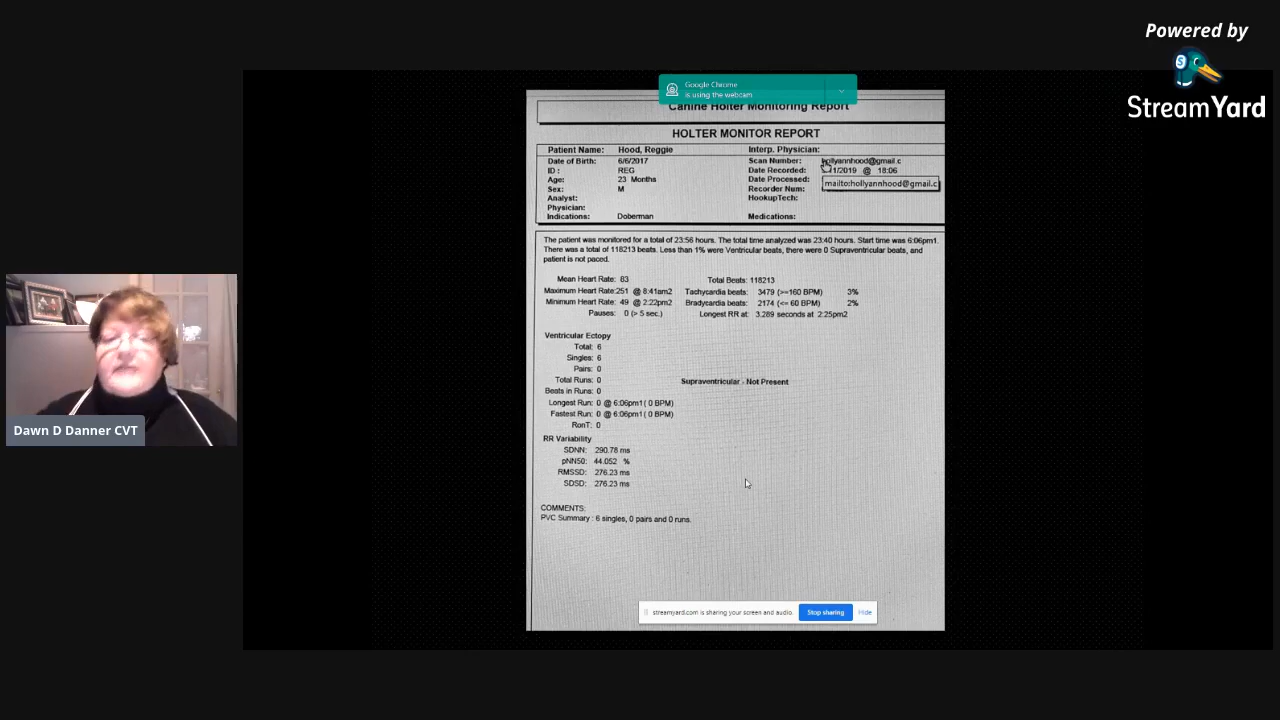 Powered by
StreamYard
Google Chrome
is using the webcam
Canine Holter Monitoring Report
HOLTER MONITOR REPORT
Patient Name: Hood, Reggie Interp. Physician:
Date of Birth: 6/6/2017 Scan Number: hollyannhood@gmail.c
ID : REG Date Recorded: 1/2019 @ 18:06
Age: 23 Months Date Processed:
mailto:hollyannhood@gmail.c
Sex: M Recorder Num:
Analyst: HookupTech:
Physician:
Indications: Doberman Medications:
The patient was monitored for a total of 23:56 hours. The total time analyzed was 23:40 hours. Start time was 6:06pm1.
There was a total of 118213 beats. Less than 1% were Ventricular beats, there were 0 Supraventricular beats, and
patient is not paced.
Mean Heart Rate: 83 Total Beats: 118213
Maximum Heart Rate:251 @ 8:41am2 Tachycardia beats: 3479 (>=160 BPM) 3%
Minimum Heart Rate: 49 @ 2:22pm2 Bradycardia beats: 2174 (<= 60 BPM) 2%
Pauses: 0 (> 5 sec.) Longest RR at: 3.289 seconds at 2:25pm2
Ventricular Ectopy
Total: 6
Singles: 6
Pairs: 0
Total Runs: 0 Supraventricular - Not Present
Beats in Runs: 0
Longest Run: 0 @ 6:06pm1 ( 0 BPM)
Fastest Run: 0 @ 6:06pm1 ( 0 BPM)
RonT: 0
RR Variability
SDNN: 290.78 ms
pNN50: 44.052 %
RMSSD: 276.23 ms
SDSD: 276.23 ms
COMMENTS:
PVC Summary : 6 singles, 0 pairs and 0 runs.
Dawn D Danner CVT
streamyard.com is sharing your screen and audio. Stop sharing Hide